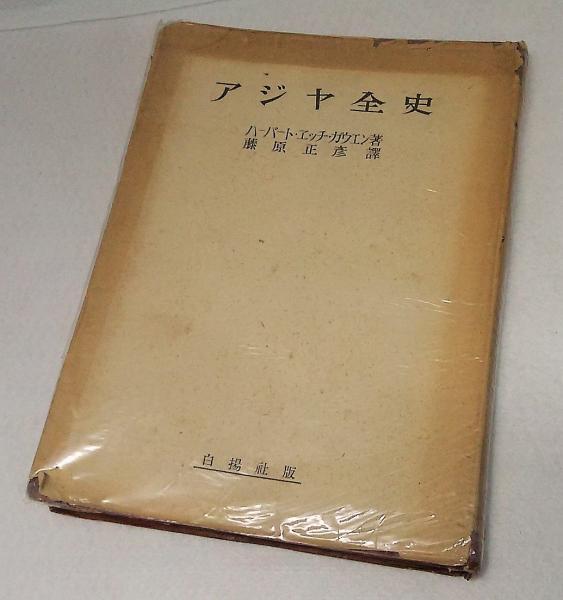 アジヤ全史
ハーバート・エッチ・ガウエン著
藤原正彦譯
白揚社版